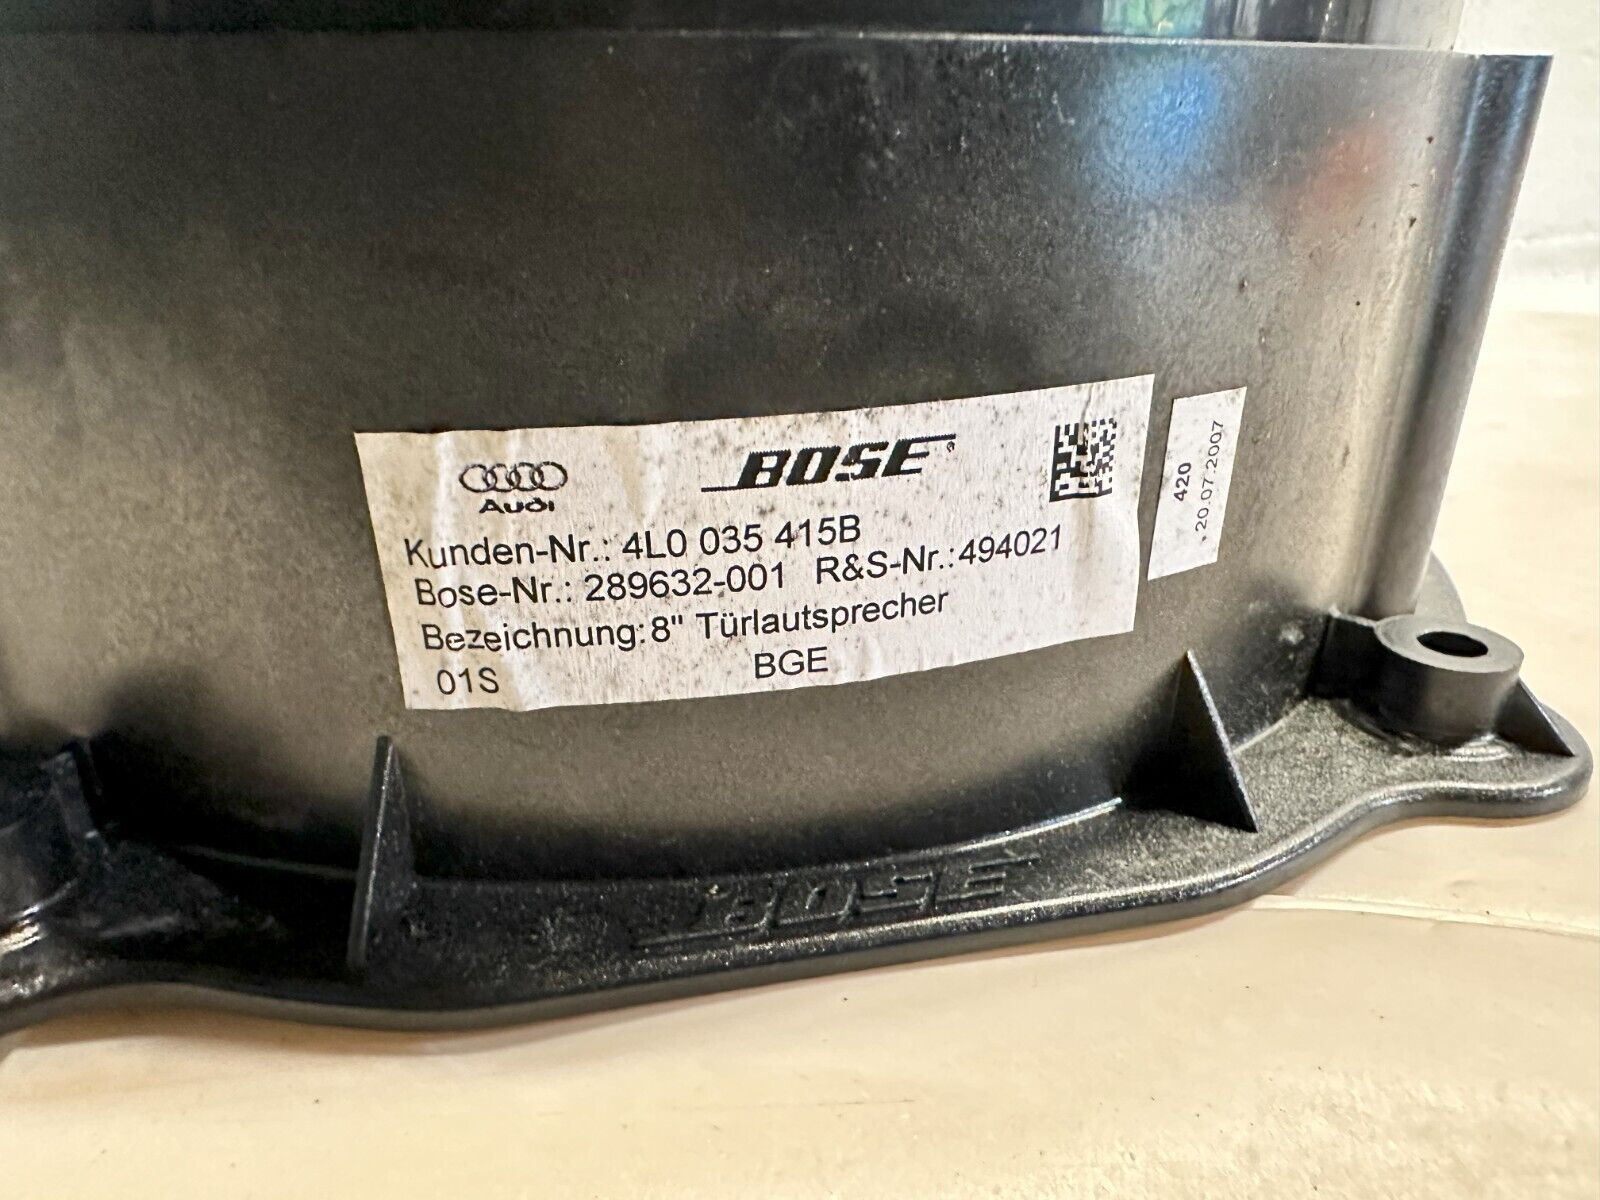 Audi BOSE
Kunden-Nr.: 4L0 035 415B
Bose-Nr.: 289632-001 R&S-Nr.:494021
Bezeichnung: 8" Türlautsprecher
01S BGE
420
20.07.2007
BOSE